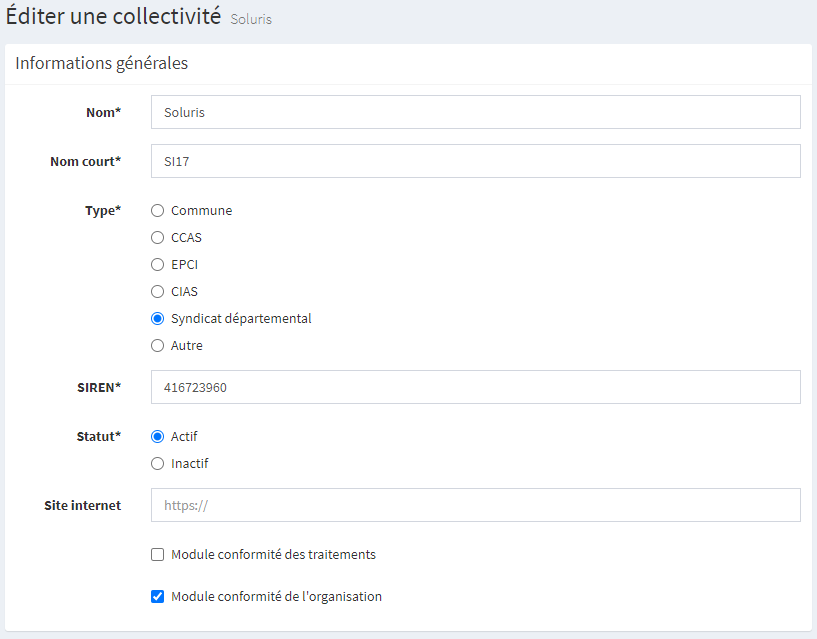 Éditer une collectivité Soluris
Informations générales
Nom* Soluris
Nom court* SI17
Type* Commune
CCAS
EPCI
CIAS
Syndicat départemental
Autre
SIREN* 416723960
Statut* Actif
Inactif
Site internet https://
Module conformité des traitements
Module conformité de l'organisation